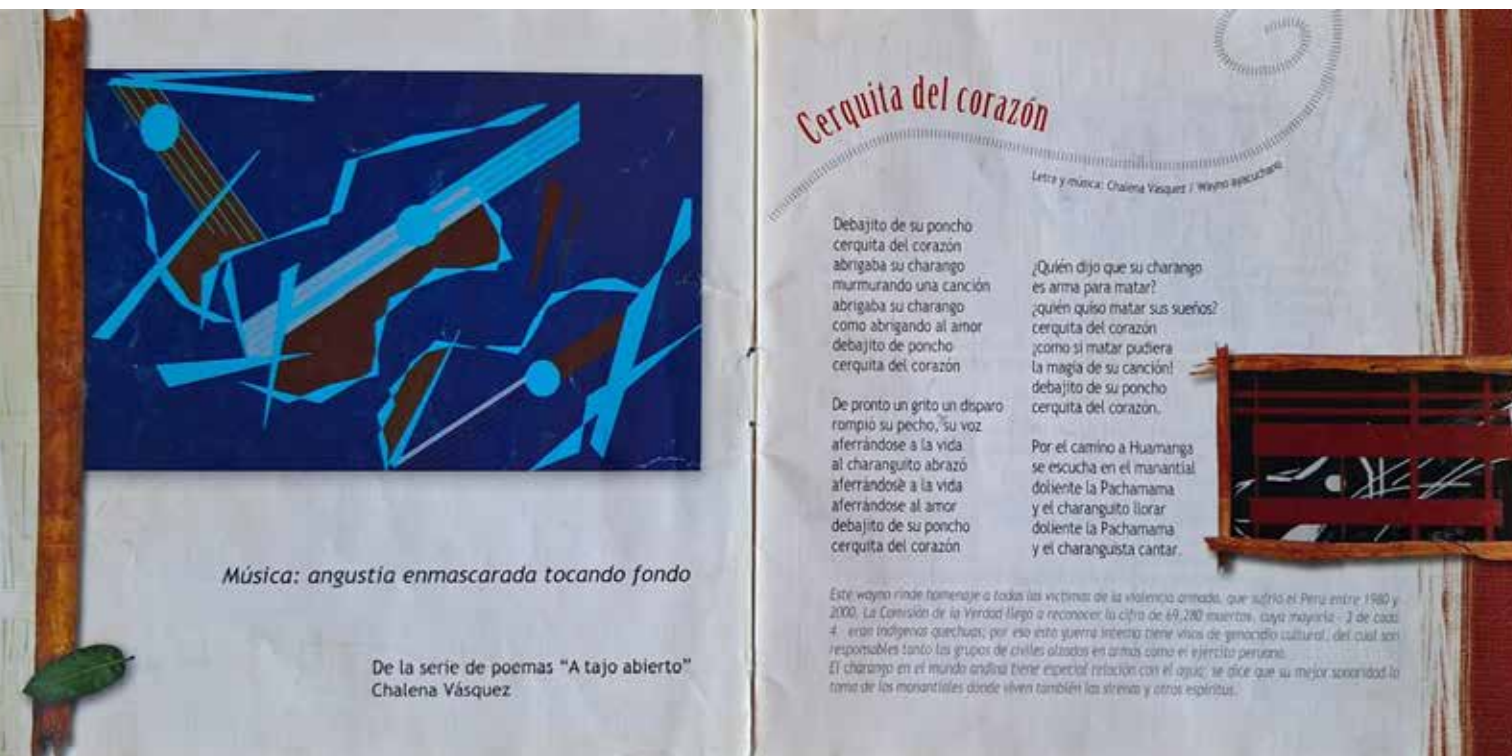 Música: angustia enmascarada tocando fondo
De la serie de poemas “A tajo abierto”
Chalena Vásquez
Cerquita del corazón
Letra y música: Chalena Vásquez / Wayno ayacuchano
Debajito de su poncho
cerquita del corazón
abrigaba su charango
murmurando una canción
abrigaba su charango
como abrigando al amor
debajito de poncho
cerquita del corazón
De pronto un grito un disparo
rompió su pecho, su voz
aferrándose a la vida
al charanguito abrazó
aferrándose a la vida
aferrándose al amor
debajito de su poncho
cerquita del corazón
¿Quién dijo que su charango
es arma para matar?
¿quién quiso matar sus sueños?
cerquita del corazón
¡como si matar pudiera
la magia de su canción!
debajito de su poncho
cerquita del corazón.
Por el camino a Huamanga
se escucha en el manantial
doliente la Pachamama
y el charanguito llorar
doliente la Pachamama
y el charanguista cantar.
Este wayno rinde homenaje a todas las víctimas de la violencia armada, que sufrió el Perú entre 1980 y
2000. La Comisión de la Verdad llegó a reconocer la cifra de 69,280 muertos, cuya mayoría - 3 de cada
4 - eran indígenas quechuas; por eso esta guerra interna tiene visos de genocidio cultural, del cual son
responsables tanto los grupos de civiles alzados en armas como el ejército peruano.
El charango en el mundo andino tiene especial relación con el agua; se dice que su mejor sonoridad lo
toma de los manantiales donde viven también las sirenas y otros espíritus.